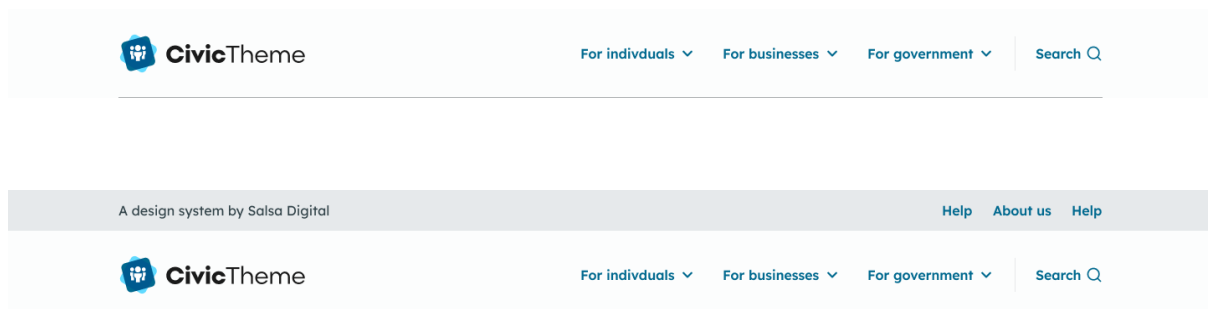 CivicTheme For indivduals For businesses For government Search
A design system by Salsa Digital Help About us Help
CivicTheme For indivduals For businesses For government Search